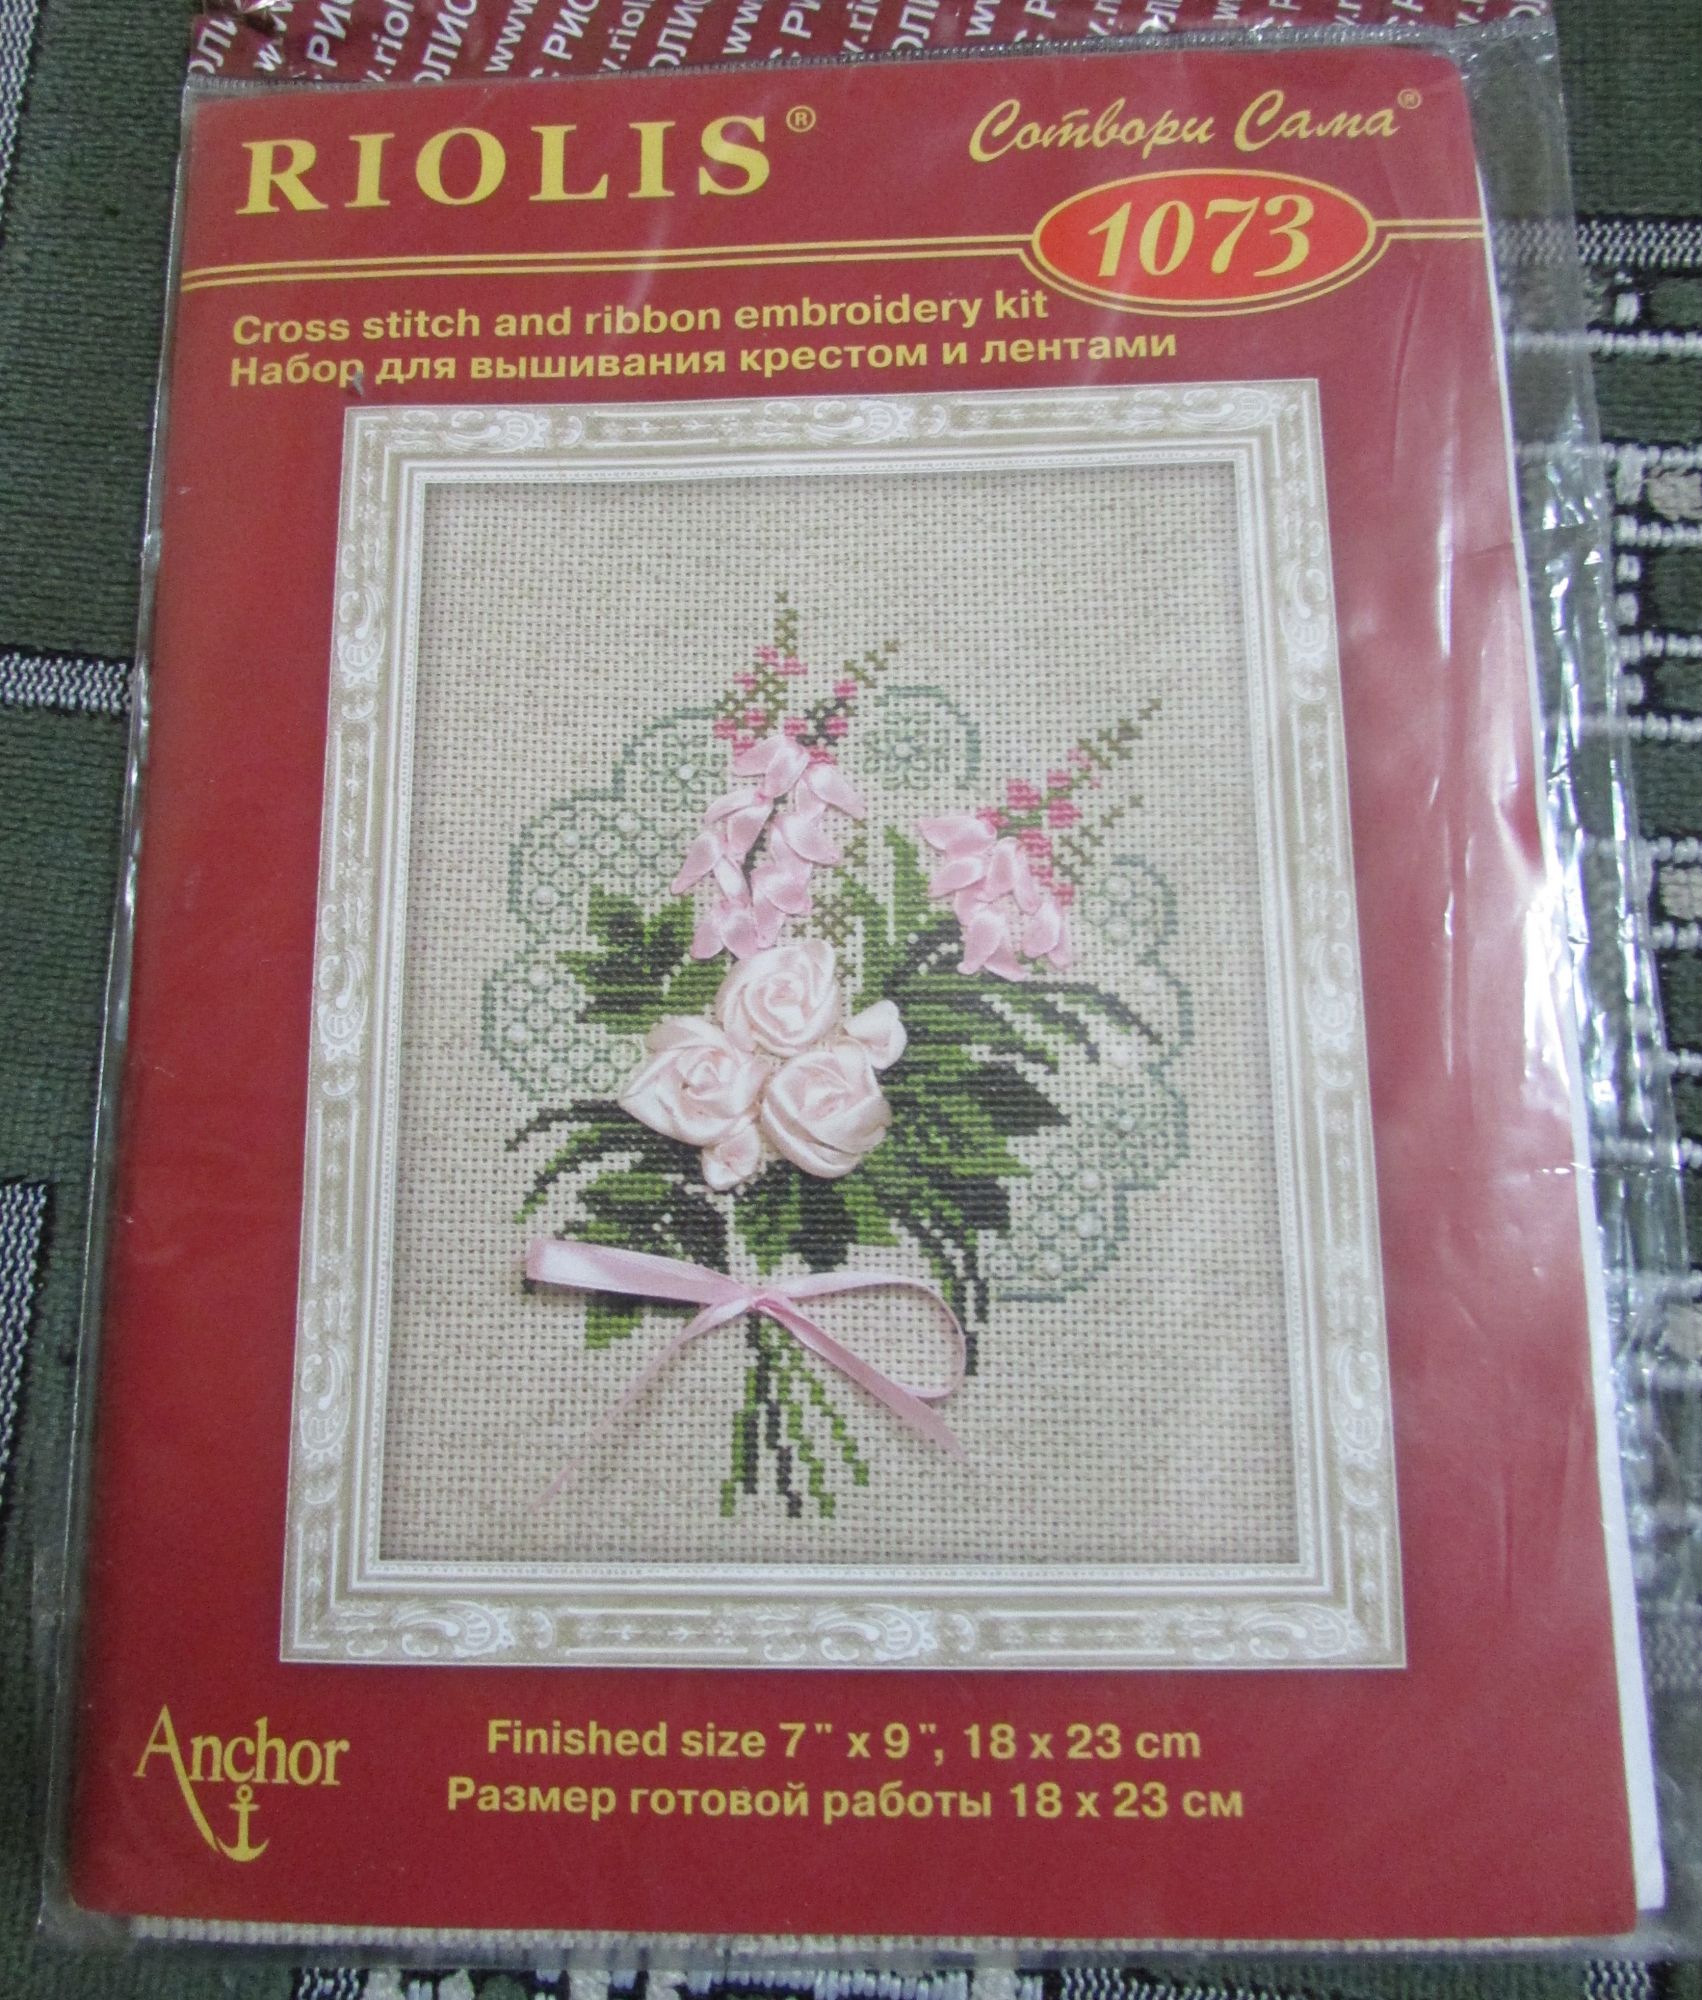 RIOLIS®
Сотвори Сама®
1073
Cross stitch and ribbon embroidery kit
Набор для вышивания крестом и лентами
Anchor
Finished size 7" x 9", 18 x 23 cm
Размер готовой работы 18 x 23 см